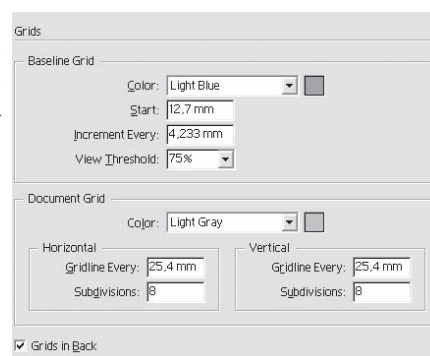 Grids
Baseline Grid
Color: Light Blue
Start: 12,7 mm
Increment Every: 4,233 mm
View Threshold: 75%
Document Grid
Color: Light Gray
Horizontal
Gridline Every: 25,4 mm
Subdivisions: 8
Vertical
Gridline Every: 25,4 mm
Subdivisions: 8
Grids in Back